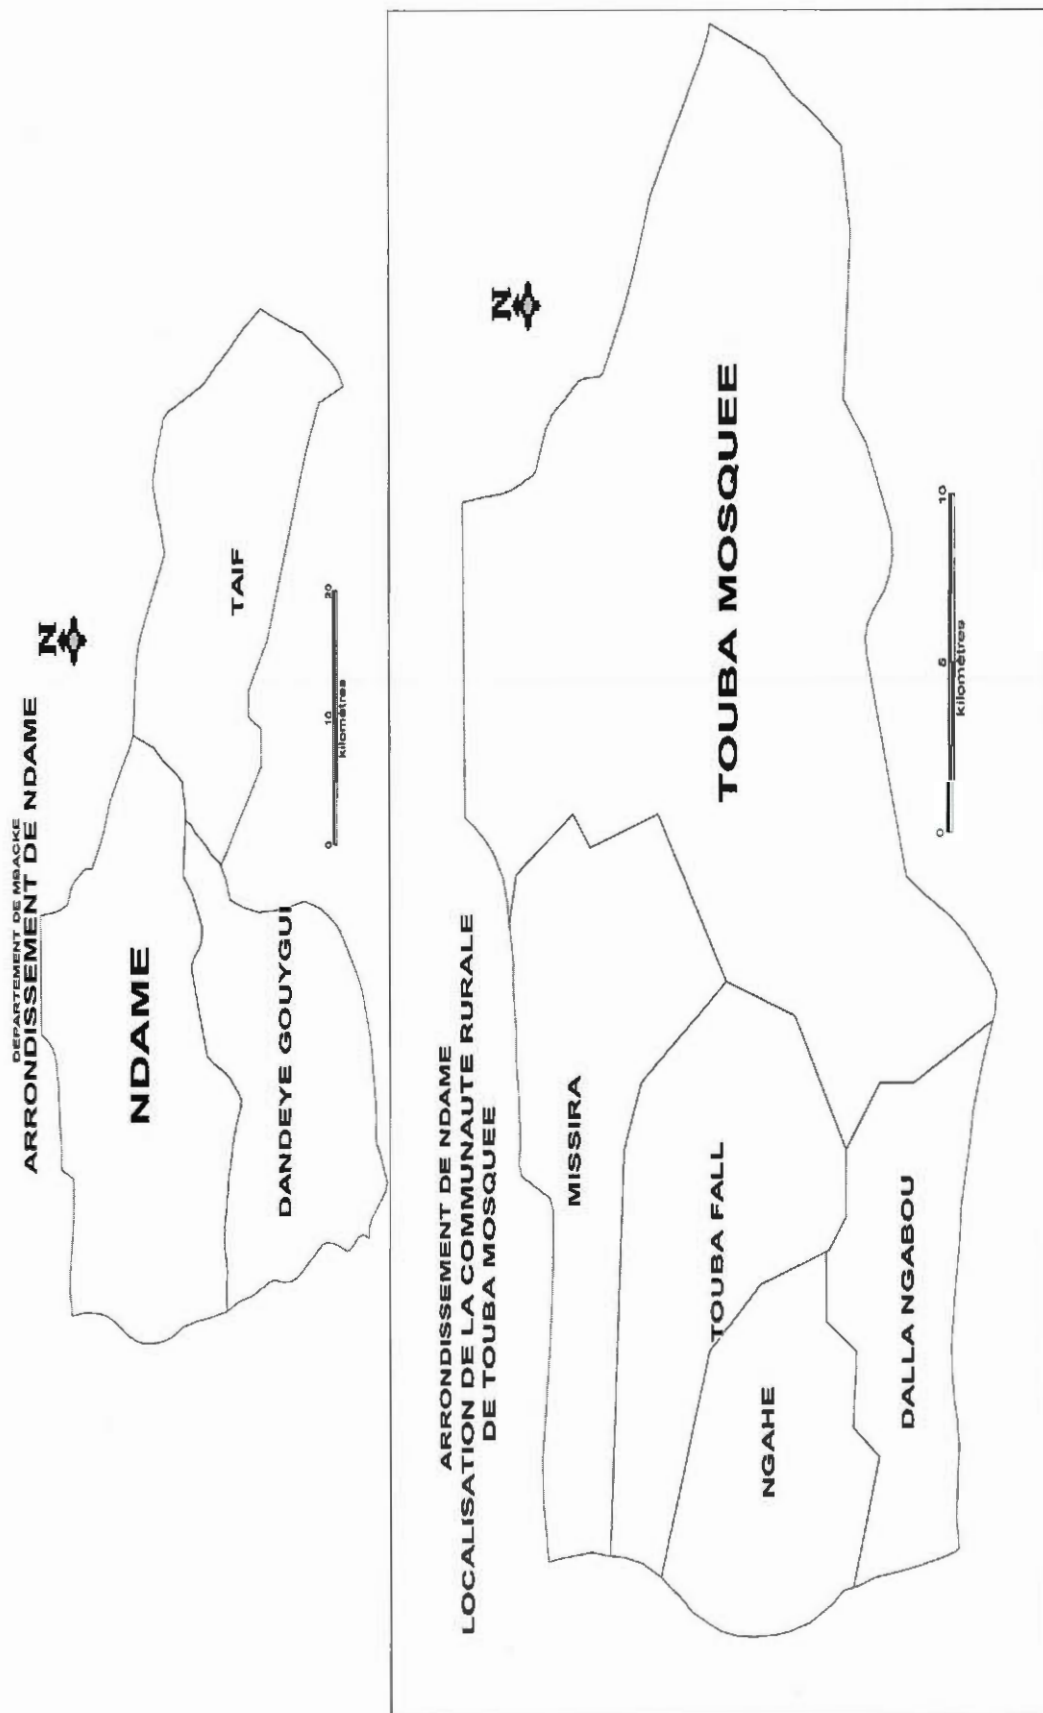 DEPARTEMENT DE MBACKE
ARRONDISSEMENT DE NDAME
N
NDAME
TAIF
DANDEYE GOUYGUI
0 10 20
kilomètres
ARRONDISSEMENT DE NDAME
LOCALISATION DE LA COMMUNAUTE RURALE
DE TOUBA MOSQUEE
N
MISSIRA
TOUBA MOSQUEE
TOUBA FALL
NGAHE
DALLA NGABOU
0 5 10
kilomètres